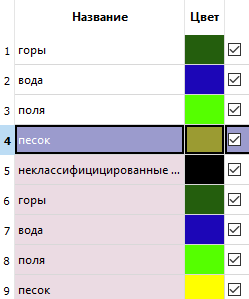 Название Цвет
1 горы
2 вода
3 поля
4 песок
5 неклассифицицированные ...
6 горы
7 вода
8 поля
9 песок